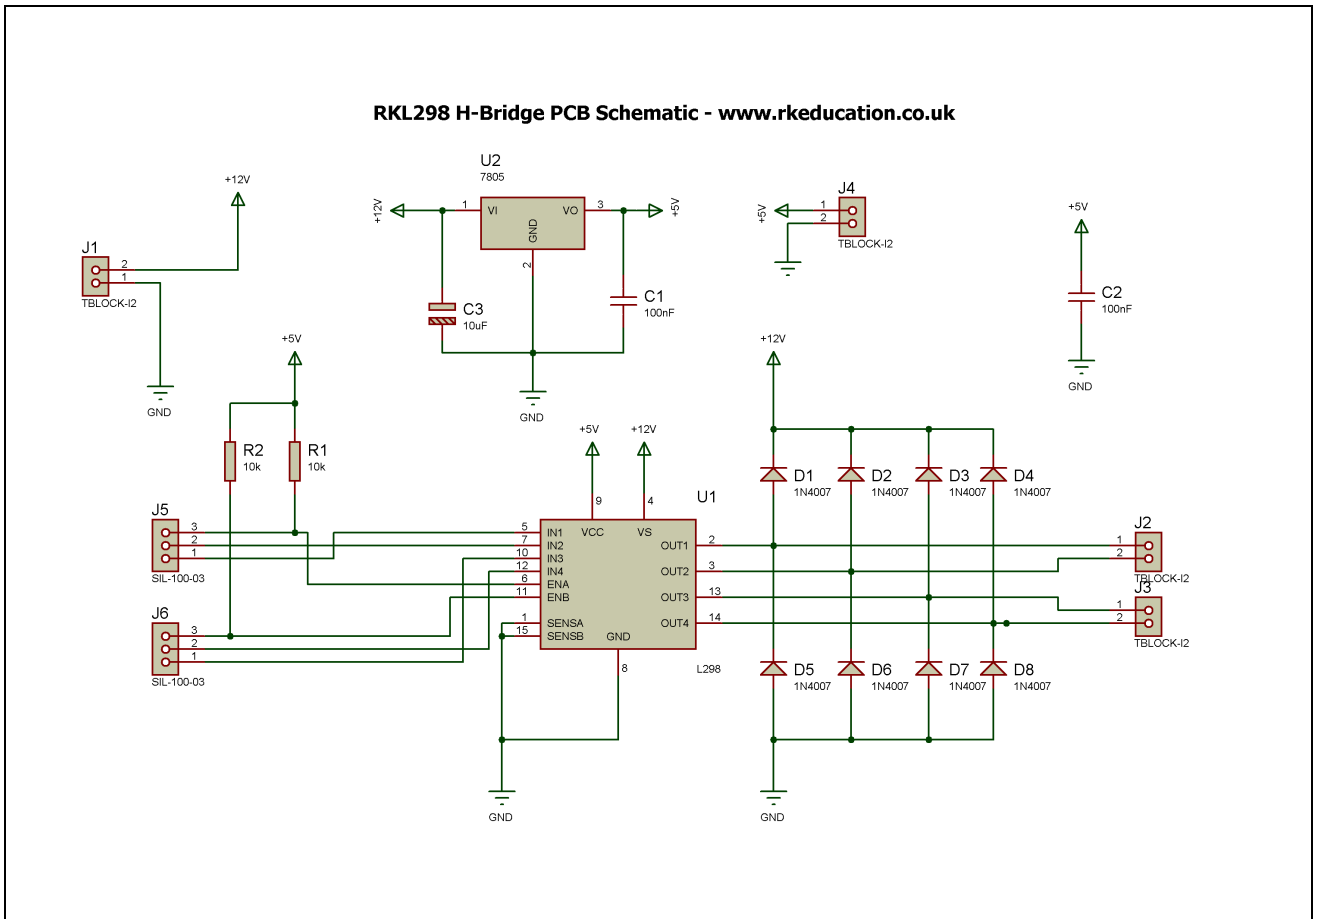 RKL298 H-Bridge PCB Schematic - www.rkeducation.co.uk
U2
7805
+12V
+12V
1
VI
VO
3
+5V
GND
2
C3
10uF
C1
100nF
GND
J4
+5V
1
2
TBLOCK-I2
+5V
C2
100nF
GND
J1
2
1
TBLOCK-I2
GND
+5V
R2
10k
R1
10k
+12V
+5V
+12V
9
4
U1
D1
1N4007
D2
1N4007
D3
1N4007
D4
1N4007
J5
3
2
1
SIL-100-03
J6
3
2
1
SIL-100-03
5
IN1
7
IN2
10
IN3
12
IN4
6
ENA
11
ENB
1
SENSA
15
SENSB
VCC
VS
OUT1
2
OUT2
3
OUT3
13
OUT4
14
GND
8
L298
J2
1
2
TBLOCK-I2
J3
1
2
TBLOCK-I2
D5
1N4007
D6
1N4007
D7
1N4007
D8
1N4007
GND
GND